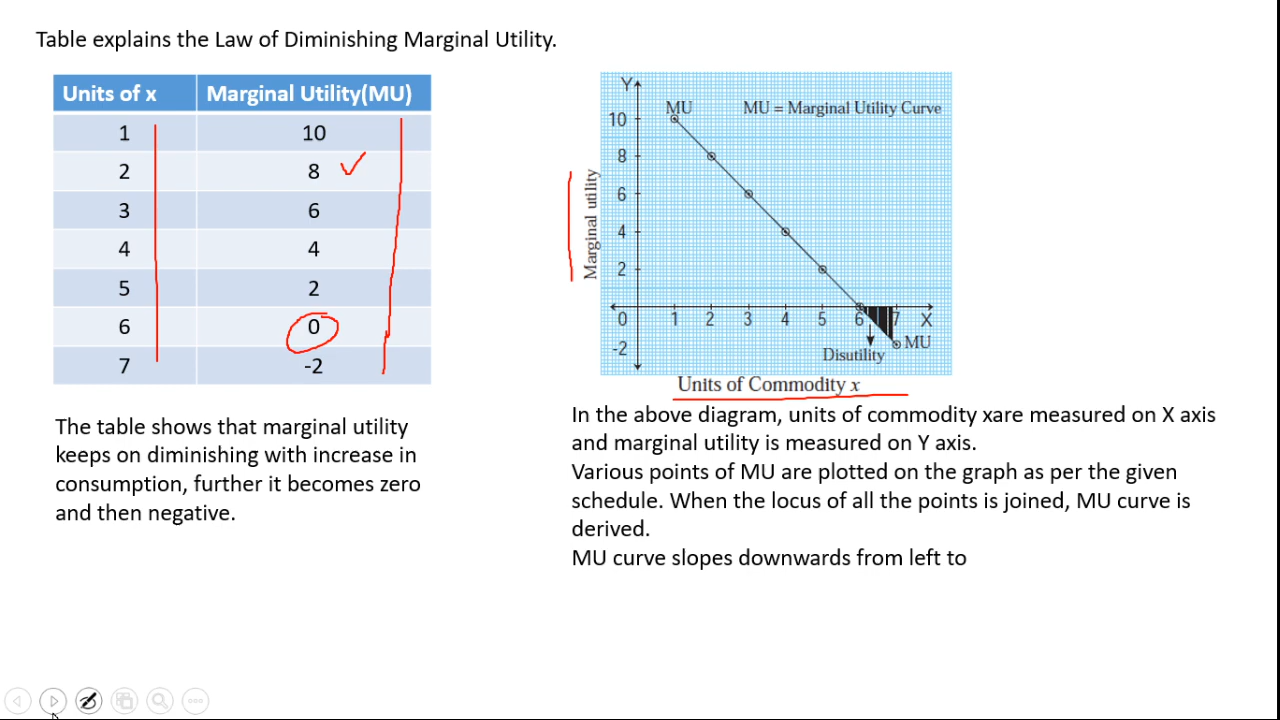 Table explains the Law of Diminishing Marginal Utility.
Units of x Marginal Utility(MU)
1 10
2 8
3 6
4 4
5 2
6 0
7 -2
The table shows that marginal utility
keeps on diminishing with increase in
consumption, further it becomes zero
and then negative.
Y
MU MU = Marginal Utility Curve
10
8
6
4
2
0 1 2 3 4 5 6 7 X
-2
MU
Disutility
Marginal utility
Units of Commodity x
In the above diagram, units of commodity xare measured on X axis
and marginal utility is measured on Y axis.
Various points of MU are plotted on the graph as per the given
schedule. When the locus of all the points is joined, MU curve is
derived.
MU curve slopes downwards from left to